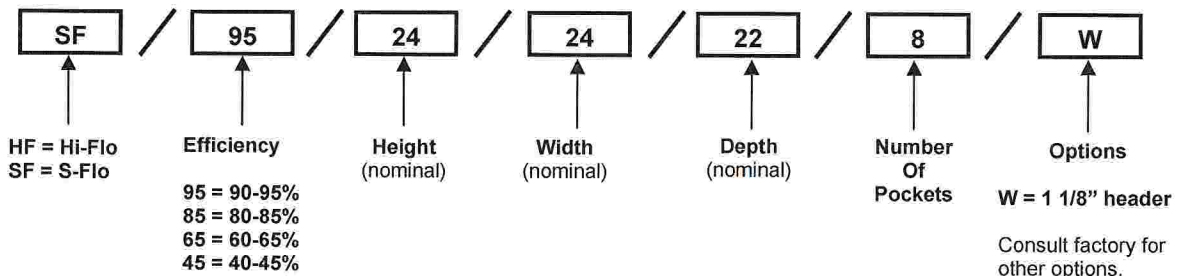 SF / 95 / 24 / 24 / 22 / 8 / W
HF = Hi-Flo
SF = S-Flo
Efficiency
95 = 90-95%
85 = 80-85%
65 = 60-65%
45 = 40-45%
Height
(nominal)
Width
(nominal)
Depth
(nominal)
Number
Of
Pockets
Options
W = 1 1/8” header
Consult factory for
other options.